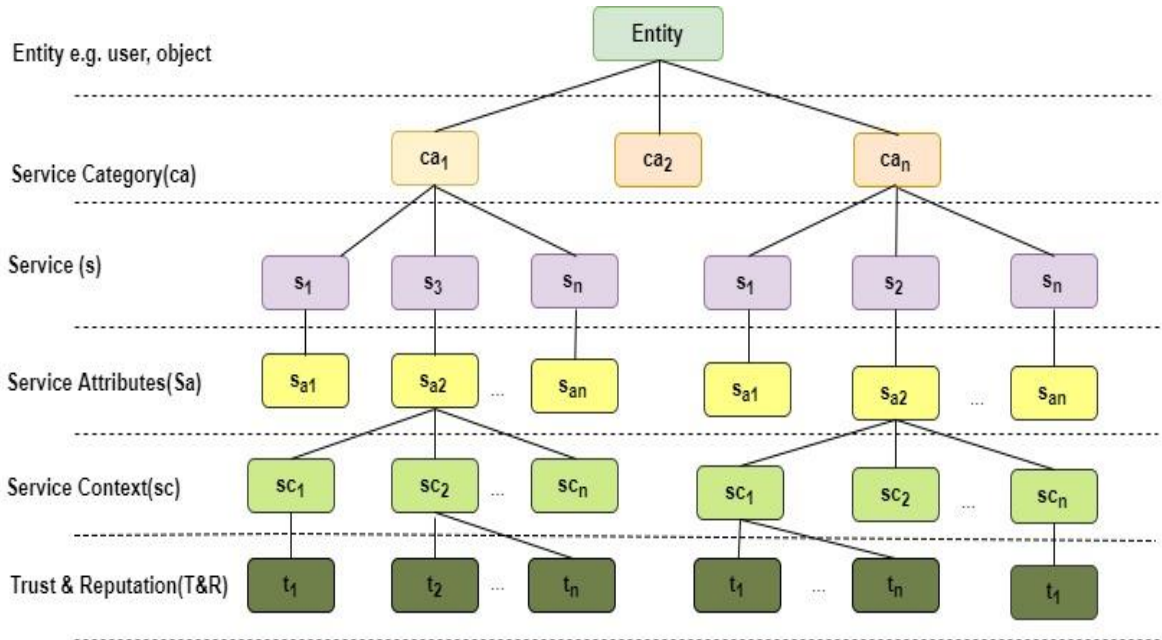 Entity
Entity e.g. user, object
ca₁ ca₂ caₙ
Service Category(ca)
Service (s)
s₁ s₃ sₙ s₁ s₂ sₙ
Service Attributes(Sa)
sₐ₁ sₐ₂ ... sₐₙ sₐ₁ sₐ₂ ... sₐₙ
Service Context(sc)
sc₁ sc₂ ... scₙ sc₁ sc₂ ... scₙ
Trust & Reputation(T&R)
t₁ t₂ ... tₙ t₁ ... tₙ t₁